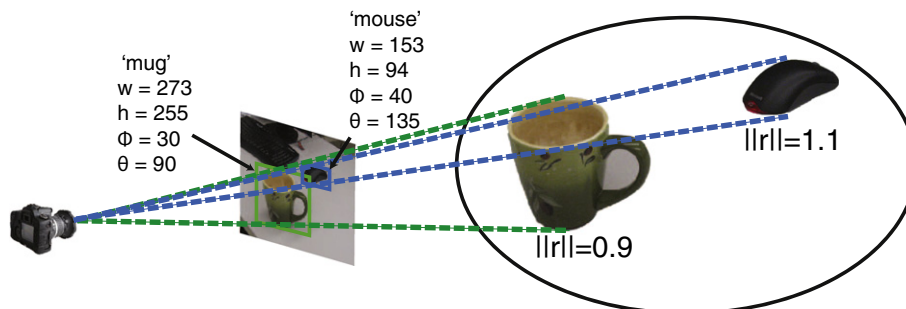 'mug'
w = 273
h = 255
Φ = 30
θ = 90
'mouse'
w = 153
h = 94
Φ = 40
θ = 135
||r||=0.9
||r||=1.1